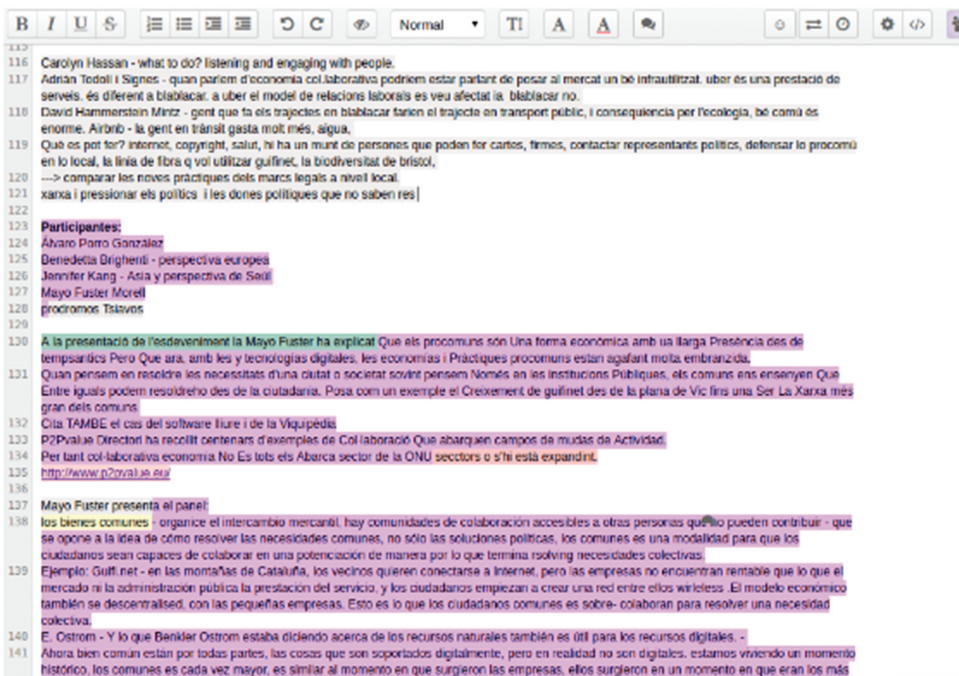 B I U S Normal TI A A
115
116 Carolyn Hassan - what to do? listening and engaging with people.
117 Adrián Todolí i Signes - quan parlem d'economia col.laborativa podriem estar parlant de posar al mercat un bé infrautilitzat. uber és una prestació de
serveis. és diferent a blablacar. a uber el model de relacions laborals es veu afectat ia blablacar no.
118 David Hammerstein Mintz - gent que fa els trajectes en blablacar farien el trajecte en transport públic, i consequiencia per l'ecologia, bé comú és
enorme. Airbnb - la gent en trànsit gasta molt més, aigua,
119 Què es pot fer? internet, copyright, salut, hi ha un munt de persones que poden fer cartes, firmes, contactar representants polítics, defensar lo procomú
en lo local, la línia de fibra q vol utilitzar guifinet, la biodiversitat de bristol,
120 ---> comparar les noves pràctiques dels marcs legals a nivell local.
121 xarxa i pressionar els polítics i les dones polítiques que no saben res
122
123 Participantes:
124 Álvaro Porro González
125 Benedetta Brighenti - perspectiva europea
126 Jennifer Kang - Asia y perspectiva de Seúl
127 Mayo Fuster Morell
128 prodromos Tsiavos
129
130 A la presentació de l'esdeveniment la Mayo Fuster ha explicat Que els procomuns són Una forma econòmica amb ua llarga Presència des de
tempsantics Pero Que ara, amb les y tecnologías digitales, les economías i Pràctiques procomuns estan agafant molta embranzida.
131 Quan pensem en resoldre les necessitats d'una ciutat o societat sovint pensem Només en les Institucions Públiques, els comuns ens ensenyen Que
Entre iguals podem resoldreho des de la ciutadania. Posa com un exemple el Creixement de guifinet des de la plana de Vic fins una Ser La Xarxa més
gran dels comuns
132 Cita TAMBE el cas del software lliure i de la Viquipèdia
133 P2Pvalue Directori ha recollit centenars d'exemples de Col·laboració Que abarquen campos de mudas de Actividad.
134 Per tant col·laborativa economia No Es tots els Abarca sector de la ONU secctors o s'hi està expandint.
135 http://www.p2pvalue.eu/
136
137 Mayo Fuster presenta el panel:
138 los bienes comunes - organice el intercambio mercantil, hay comunidades de colaboración accesibles a otras personas que no pueden contribuir - que
se opone a la idea de cómo resolver las necesidades comunes, no sólo las soluciones políticas, los comunes es una modalidad para que los
ciudadanos sean capaces de colaborar en una potenciación de manera por lo que termina rsolving necesidades colectivas.
139 Ejemplo: Guifi.net - en las montañas de Cataluña, los vecinos quieren conectarse a Internet, pero las empresas no encuentran rentable que lo que el
mercado ni la administración pública la prestación del servicio, y los ciudadanos empiezan a crear una red entre ellos wirleless .El modelo económico
también se descentralised, con las pequeñas empresas. Esto es lo que los ciudadanos comunes es sobre- colaboran para resolver una necesidad
colectiva.
140 E. Ostrom - Y lo que Benkler Ostrom estaba diciendo acerca de los recursos naturales también es útil para los recursos digitales. -
141 Ahora bien común están por todas partes, las cosas que son soportados digitalmente, pero en realidad no son digitales. estamos viviendo un momento
histórico, los comunes es cada vez mayor, es similar al momento en que surgieron las empresas, ellos surgieron en un momento en que eran los más